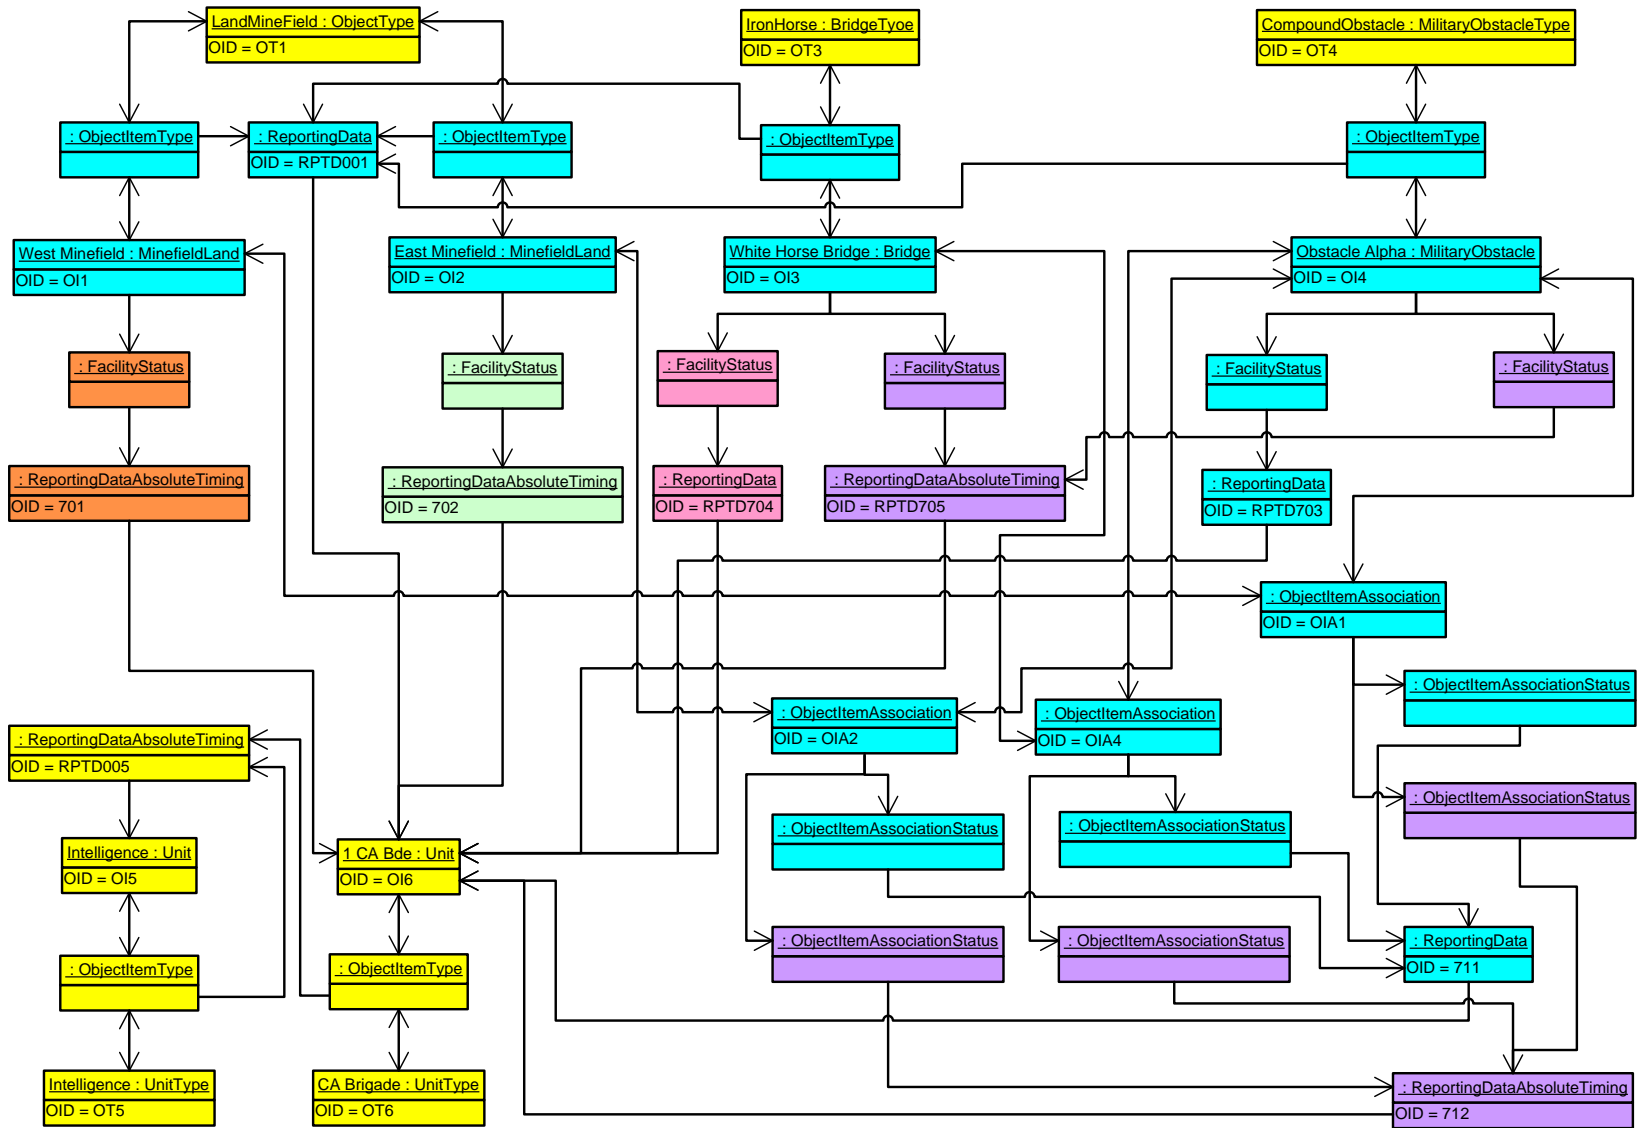 LandMineField : ObjectType
OID = OT1
IronHorse : BridgeTyoe
OID = OT3
CompoundObstacle : MilitaryObstacleType
OID = OT4
: ObjectItemType
: ReportingData
OID = RPTD001
: ObjectItemType
: ObjectItemType
: ObjectItemType
West Minefield : MinefieldLand
OID = OI1
East Minefield : MinefieldLand
OID = OI2
White Horse Bridge : Bridge
OID = OI3
Obstacle Alpha : MilitaryObstacle
OID = OI4
: FacilityStatus
: FacilityStatus
: FacilityStatus
: FacilityStatus
: FacilityStatus
: FacilityStatus
: ReportingDataAbsoluteTiming
OID = 701
: ReportingDataAbsoluteTiming
OID = 702
: ReportingData
OID = RPTD704
: ReportingDataAbsoluteTiming
OID = RPTD705
: ReportingData
OID = RPTD703
: ObjectItemAssociation
OID = OIA1
: ObjectItemAssociationStatus
: ObjectItemAssociation
OID = OIA2
: ObjectItemAssociation
OID = OIA4
: ReportingDataAbsoluteTiming
OID = RPTD005
: ObjectItemAssociationStatus
: ObjectItemAssociationStatus
: ObjectItemAssociationStatus
Intelligence : Unit
OID = OI5
1 CA Bde : Unit
OID = OI6
: ObjectItemAssociationStatus
: ObjectItemAssociationStatus
: ReportingData
OID = 711
: ObjectItemType
: ObjectItemType
Intelligence : UnitType
OID = OT5
CA Brigade : UnitType
OID = OT6
: ReportingDataAbsoluteTiming
OID = 712